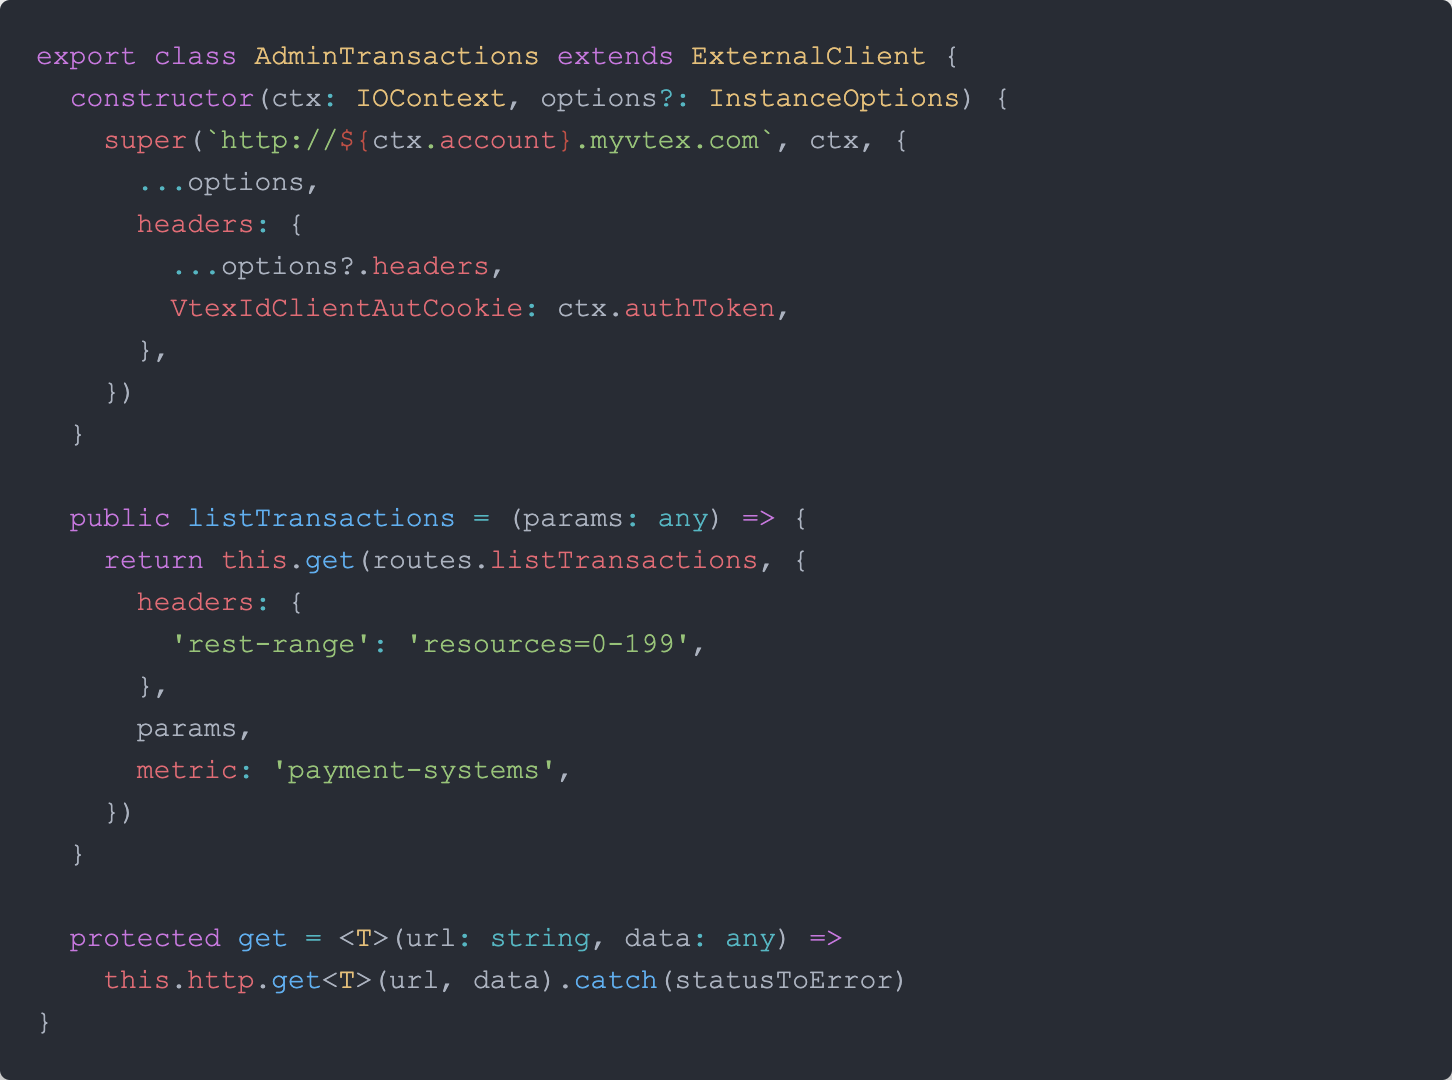 export class AdminTransactions extends ExternalClient {
  constructor(ctx: IOContext, options?: InstanceOptions) {
    super(`http://${ctx.account}.myvtex.com`, ctx, {
      ...options,
      headers: {
        ...options?.headers,
        VtexIdClientAutCookie: ctx.authToken,
      },
    })
  }

  public listTransactions = (params: any) => {
    return this.get(routes.listTransactions, {
      headers: {
        'rest-range': 'resources=0-199',
      },
      params,
      metric: 'payment-systems',
    })
  }

  protected get = <T>(url: string, data: any) =>
    this.http.get<T>(url, data).catch(statusToError)
}